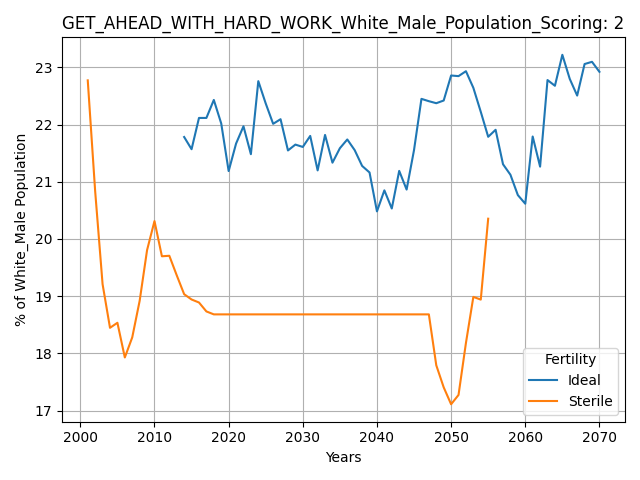 GET_AHEAD_WITH_HARD_WORK_White_Male_Population_Scoring: 2
% of White_Male Population
23
22
21
20
19
18
17
2000 2010 2020 2030 2040 2050 2060 2070
Years
Fertility
Ideal
Sterile